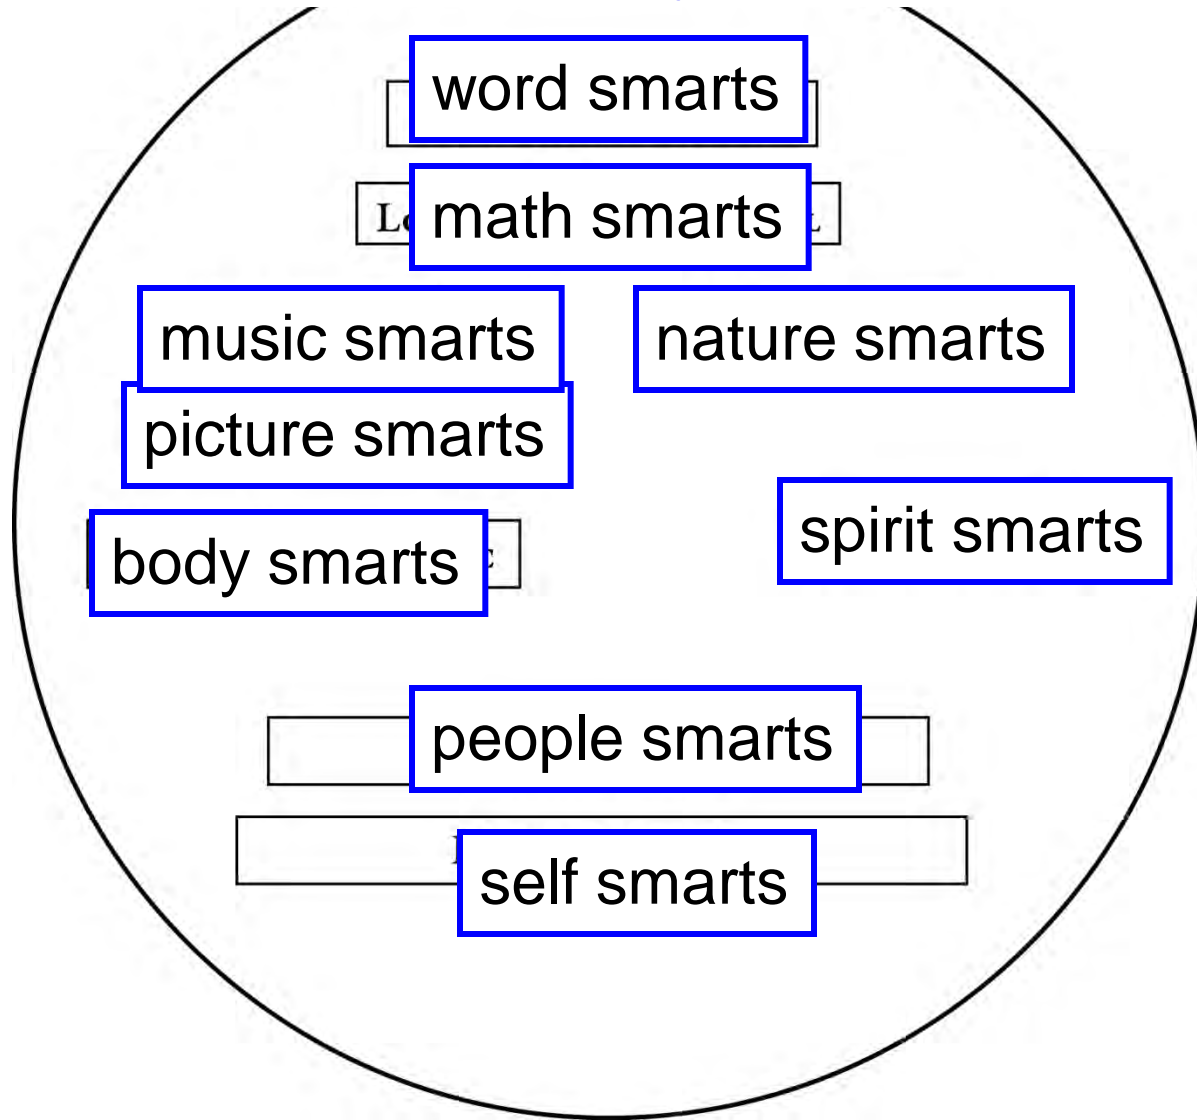 word smarts
math smarts
music smarts
nature smarts
picture smarts
spirit smarts
body smarts
people smarts
self smarts